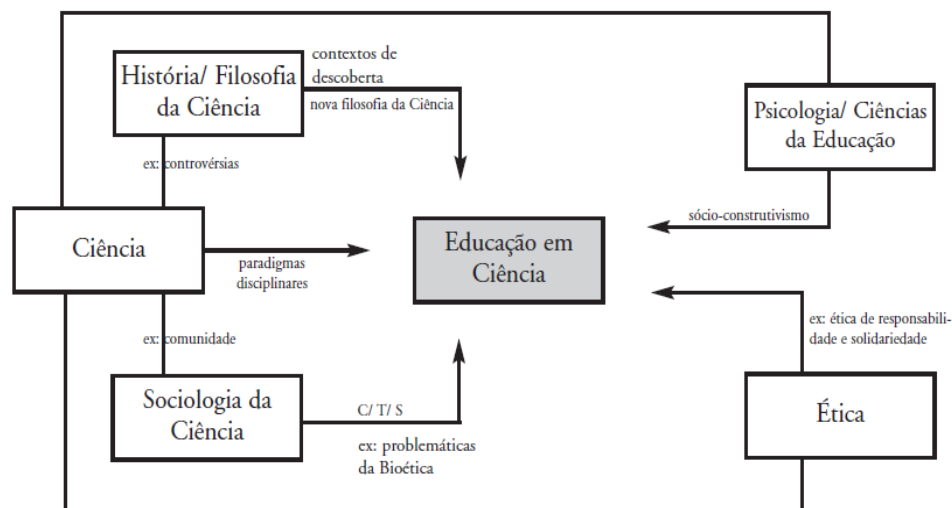 contextos de
descoberta
História/ Filosofia
da Ciência
nova filosofia da Ciência
Psicologia/ Ciências
da Educação
ex: controvérsias
sócio-construtivismo
Ciência
paradigmas
disciplinares
Educação em
Ciência
ex: ética de responsabili-
dade e solidariedade
ex: comunidade
Sociologia da
Ciência
C/ T/ S
ex: problemáticas
da Bioética
Ética